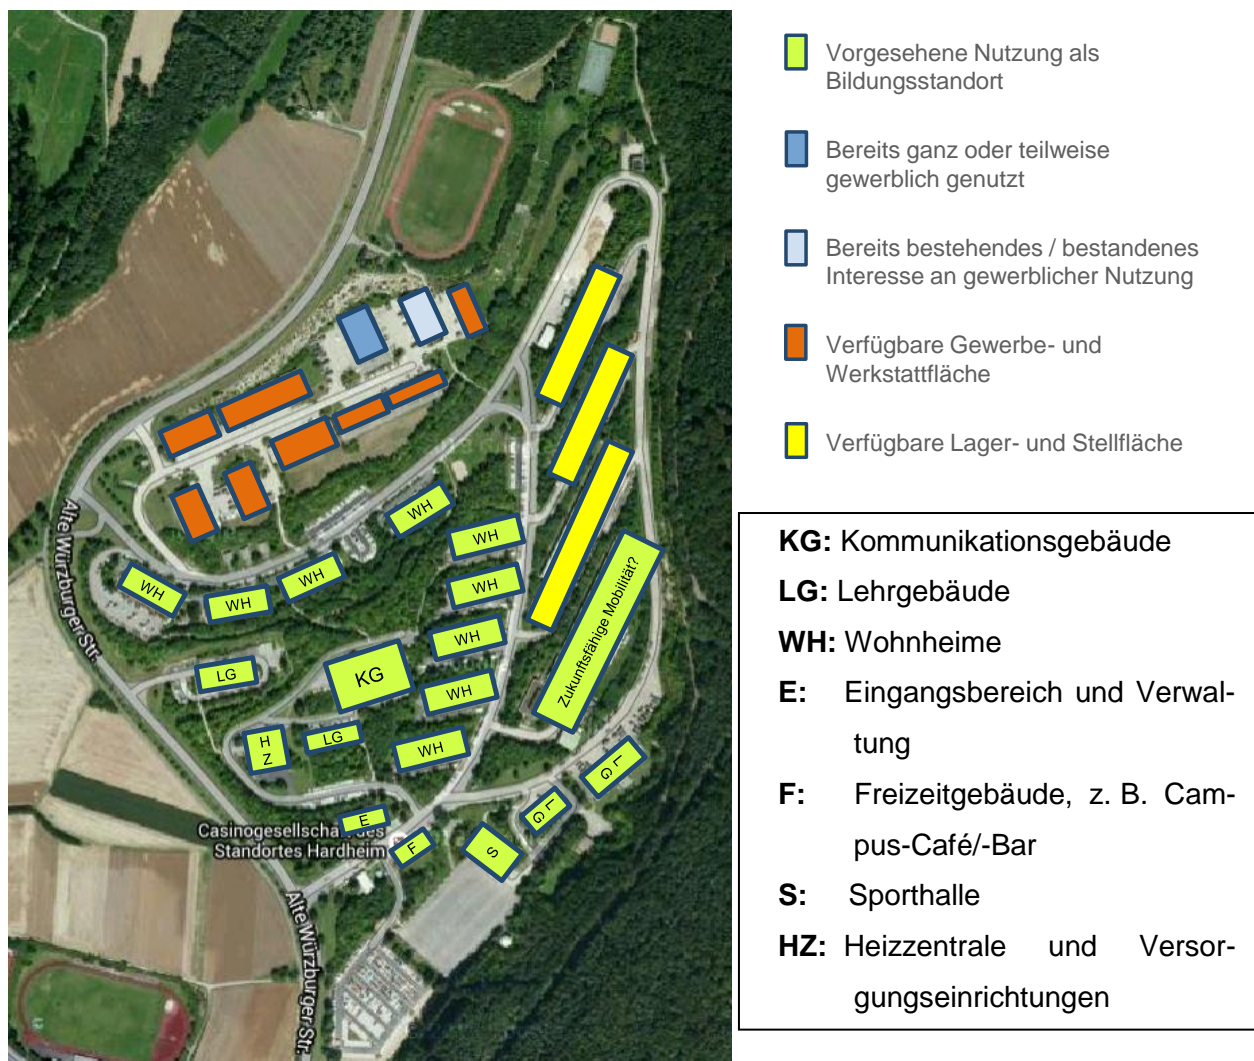 Vorgesehene Nutzung als
Bildungsstandort
Bereits ganz oder teilweise
gewerblich genutzt
Bereits bestehendes / bestandenes
Interesse an gewerblicher Nutzung
Verfügbare Gewerbe- und
Werkstattfläche
Verfügbare Lager- und Stellfläche
KG: Kommunikationsgebäude
LG: Lehrgebäude
WH: Wohnheime
E: Eingangsbereich und Verwal-
tung
F: Freizeitgebäude, z. B. Cam-
pus-Café/-Bar
S: Sporthalle
HZ: Heizzentrale und Versor-
gungseinrichtungen
Alte Würzburger Str.
WH
WH
WH
WH
WH
WH
WH
WH
WH
Zukunftsfähige Mobilität?
LG
KG
HZ
LG
LG
LG
E
F
S
Casinogesellschaft des
Standortes Hardheim
Alte Würzburger Str.